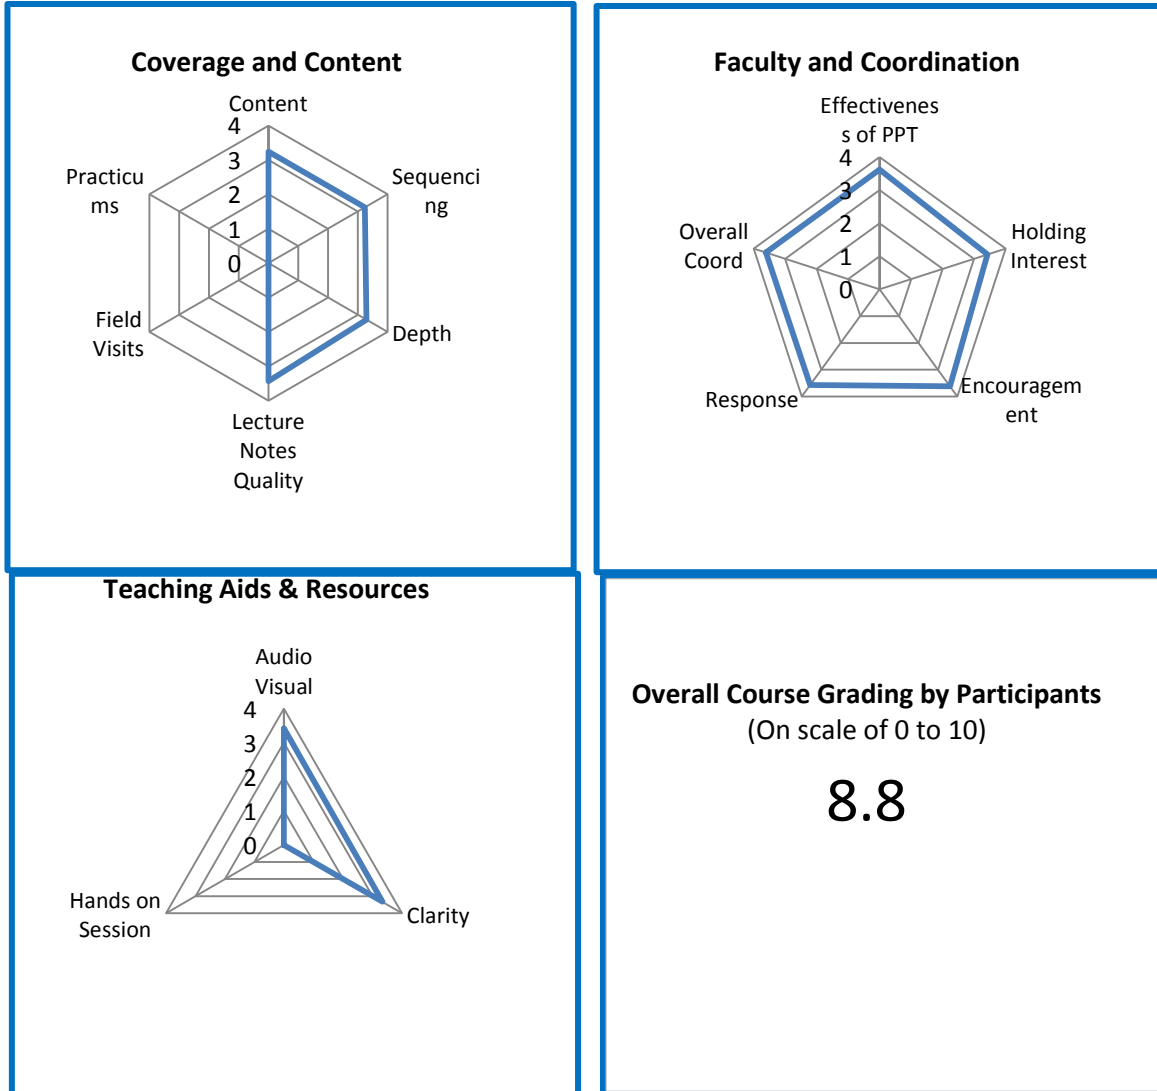 Coverage and Content
Content
4
3
2
1
0
Sequenci
ng
Depth
Lecture
Notes
Quality
Field
Visits
Practicu
ms
Faculty and Coordination
Effectivenes
s of PPT
4
3
2
1
0
Holding
Interest
Encouragem
ent
Response
Overall
Coord
Teaching Aids & Resources
Audio
Visual
4
3
2
1
0
Clarity
Hands on
Session
Overall Course Grading by Participants
(On scale of 0 to 10)
8.8